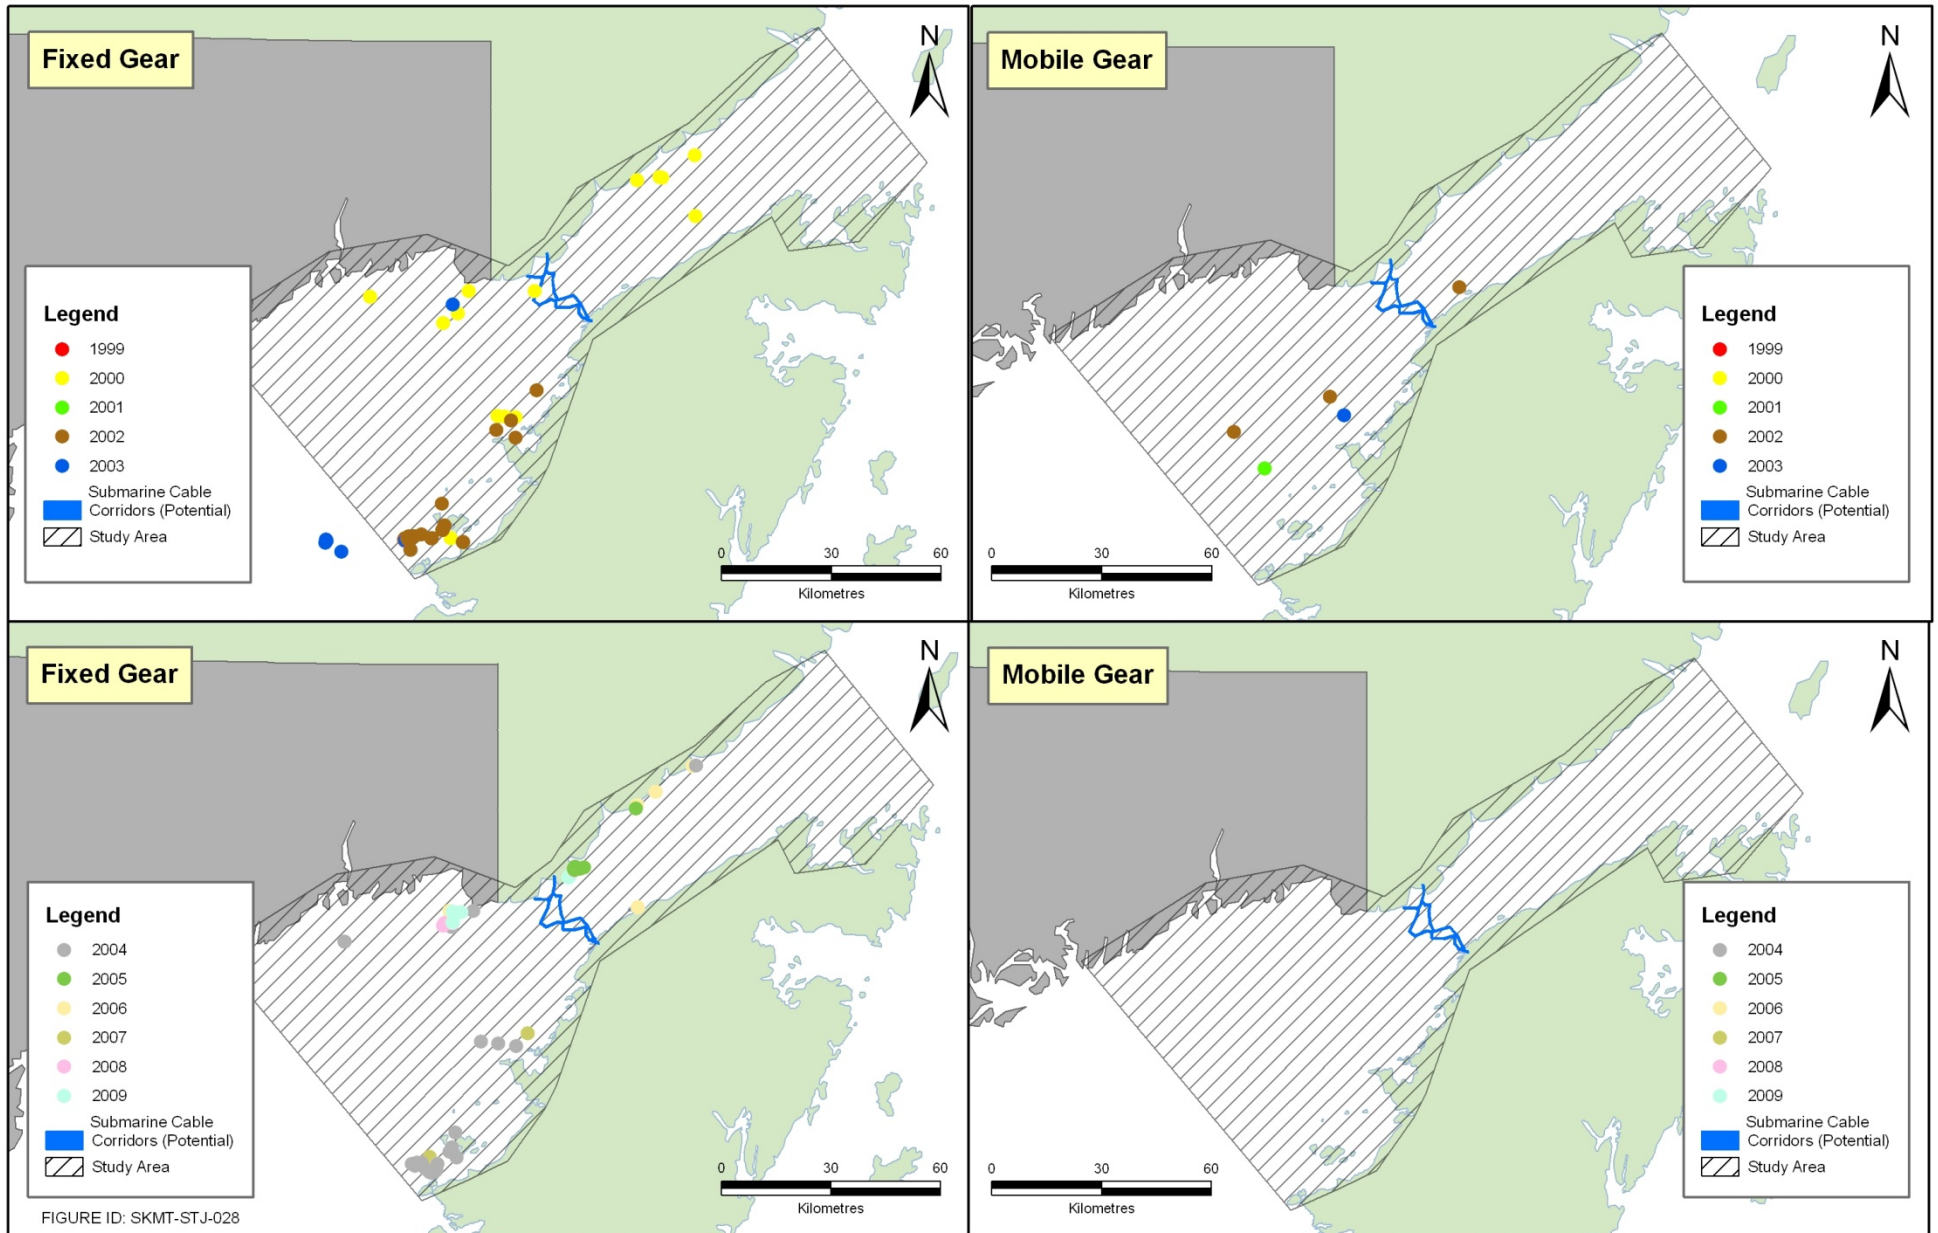 Fixed Gear
N
Legend
1999
2000
2001
2002
2003
Submarine Cable
Corridors (Potential)
Study Area
0 30 60
Kilometres
Mobile Gear
N
Legend
1999
2000
2001
2002
2003
Submarine Cable
Corridors (Potential)
Study Area
0 30 60
Kilometres
Fixed Gear
N
Legend
2004
2005
2006
2007
2008
2009
Submarine Cable
Corridors (Potential)
Study Area
0 30 60
Kilometres
FIGURE ID: SKMT-STJ-028
Mobile Gear
N
Legend
2004
2005
2006
2007
2008
2009
Submarine Cable
Corridors (Potential)
Study Area
0 30 60
Kilometres